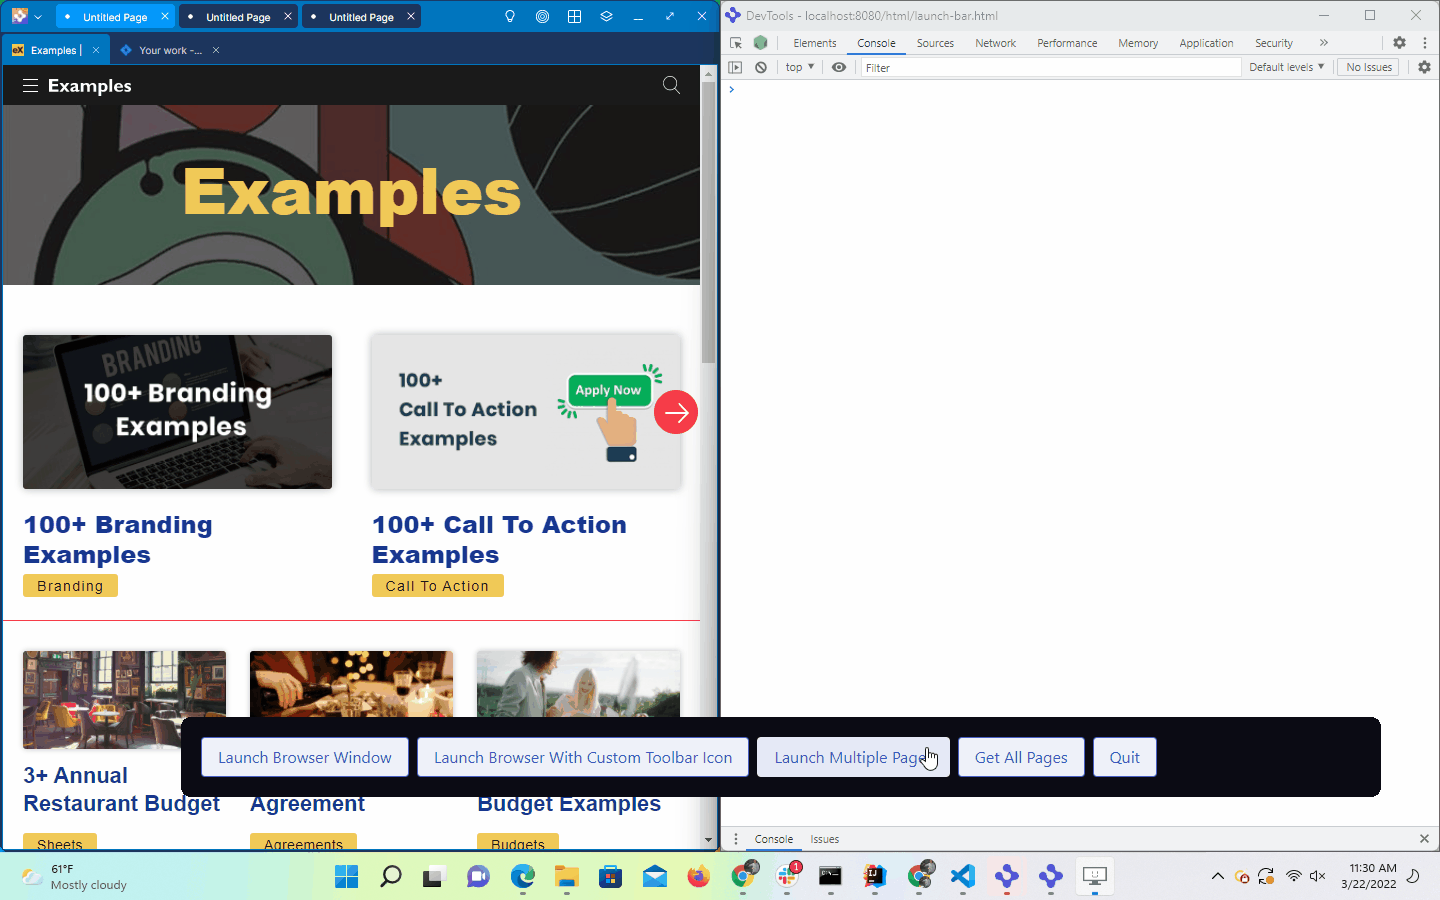 Untitled Page
Untitled Page
Untitled Page
DevTools - localhost:8080/html/launch-bar.html
eX Examples |
Your work -...
Elements Console Sources Network Performance Memory Application Security
top
Filter
Default levels
No Issues
Examples
Examples
BRANDING
100+ Branding
Examples
100+
Call To Action
Examples
Apply Now
100+ Branding
Examples
Branding
100+ Call To Action
Examples
Call To Action
Launch Browser Window
Launch Browser With Custom Toolbar Icon
Launch Multiple Page
Get All Pages
Quit
3+ Annual
Restaurant Budget
Agreement
Budget Examples
Sheets
Agreements
Budgets
Console Issues
61°F
Mostly cloudy
1
11:30 AM
3/22/2022